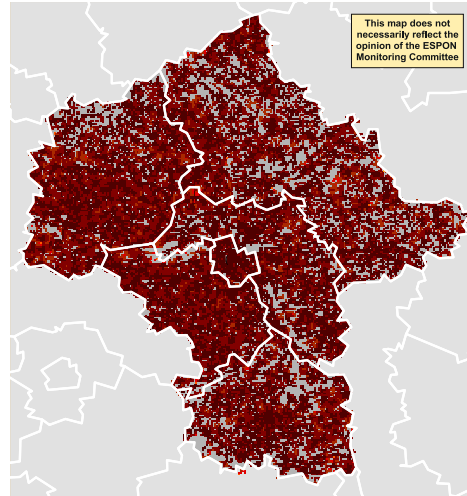 This map does not
necessarily reflect the
opinion of the ESPON
Monitoring Committee